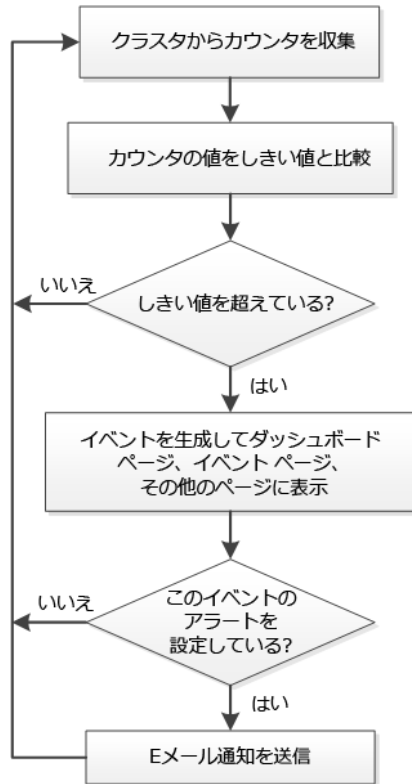 クラスタからカウンタを収集
カウンタの値をしきい値と比較
しきい値を超えている?
いいえ
はい
イベントを生成してダッシュボード
ページ、イベント ページ、
その他のページに表示
このイベントの
アラートを
設定している?
いいえ
はい
Eメール通知を送信